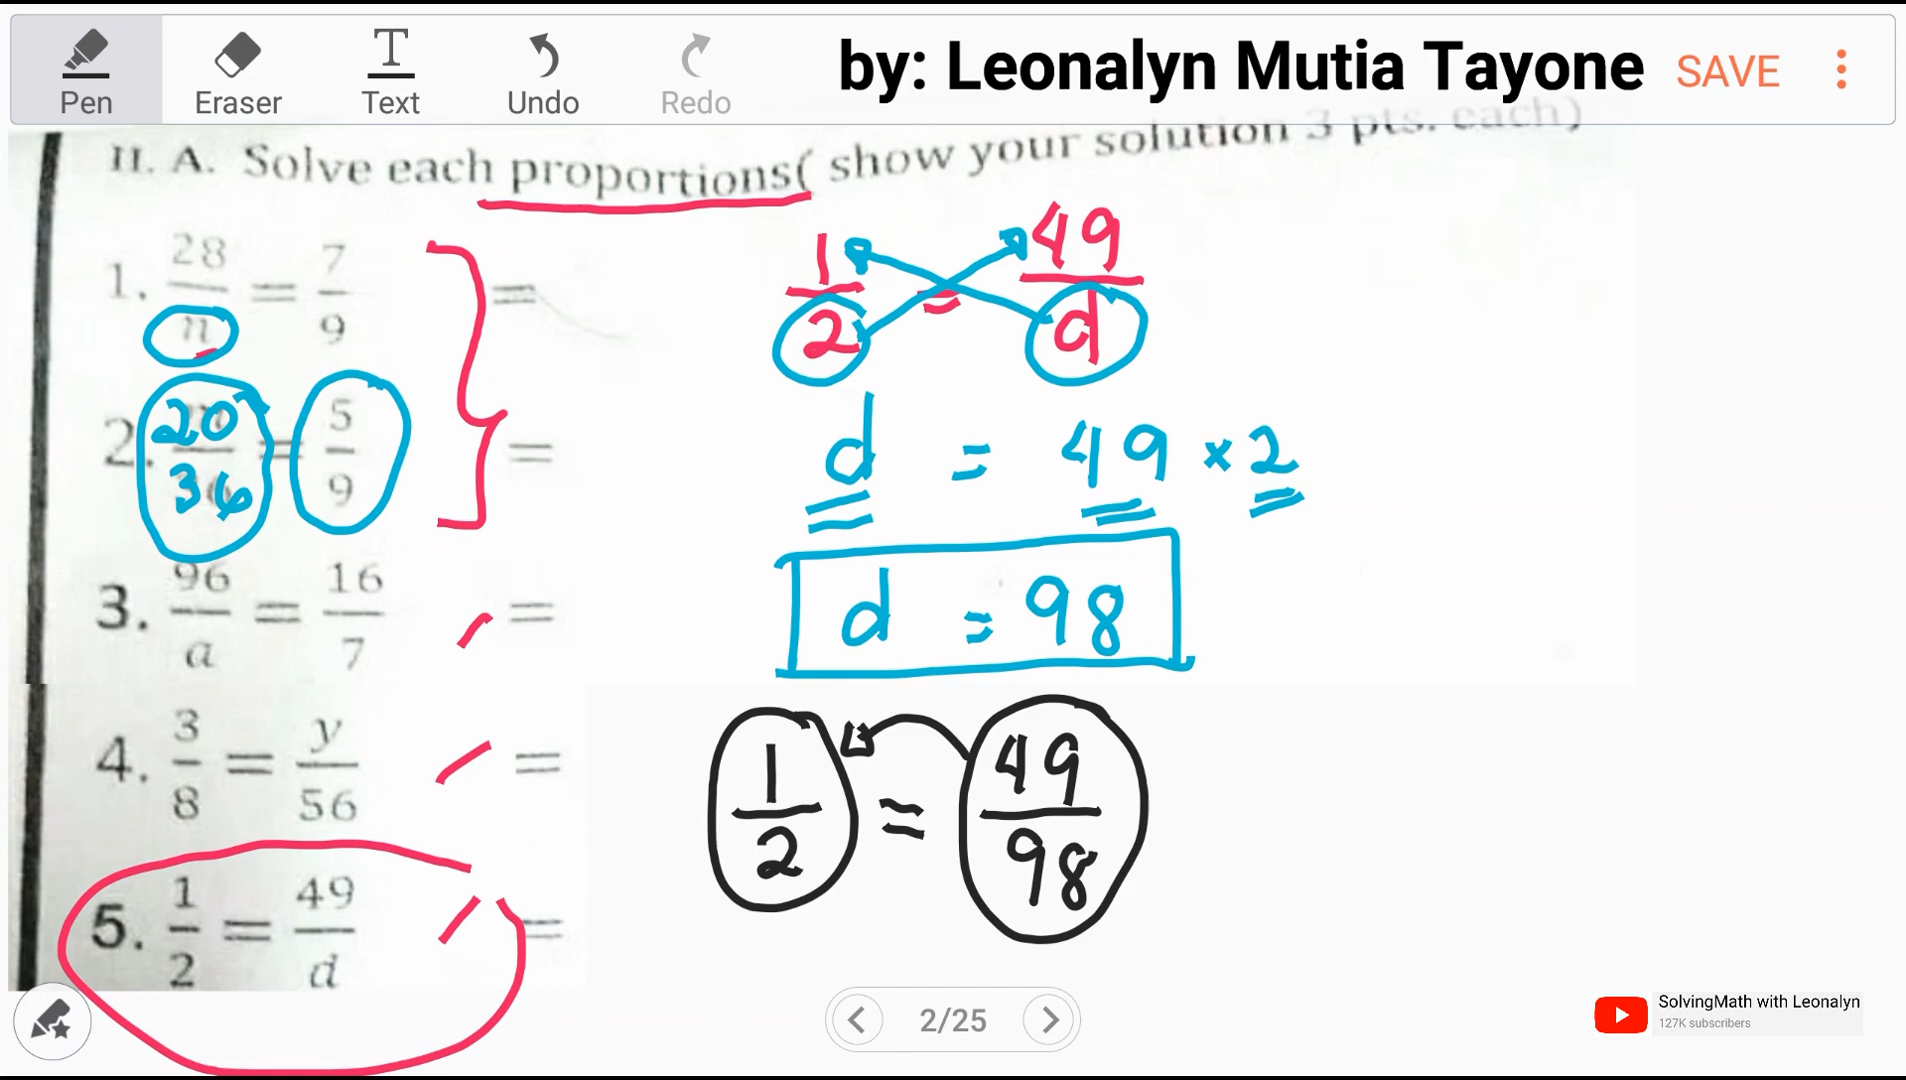 Pen Eraser Text Undo Redo by: Leonalyn Mutia Tayone SAVE
II. A. Solve each proportions( show your solution 3 pts. each)
1. 28/n = 7/9 =
2. 20/36 = 5/9 =
3. 96/a = 16/7 =
4. 3/8 = y/56 =
5. 1/2 = 49/d =
1/2 = 49/d
d = 49 × 2
d = 98
1/2 = 49/98
2/25
SolvingMath with Leonalyn
127K subscribers